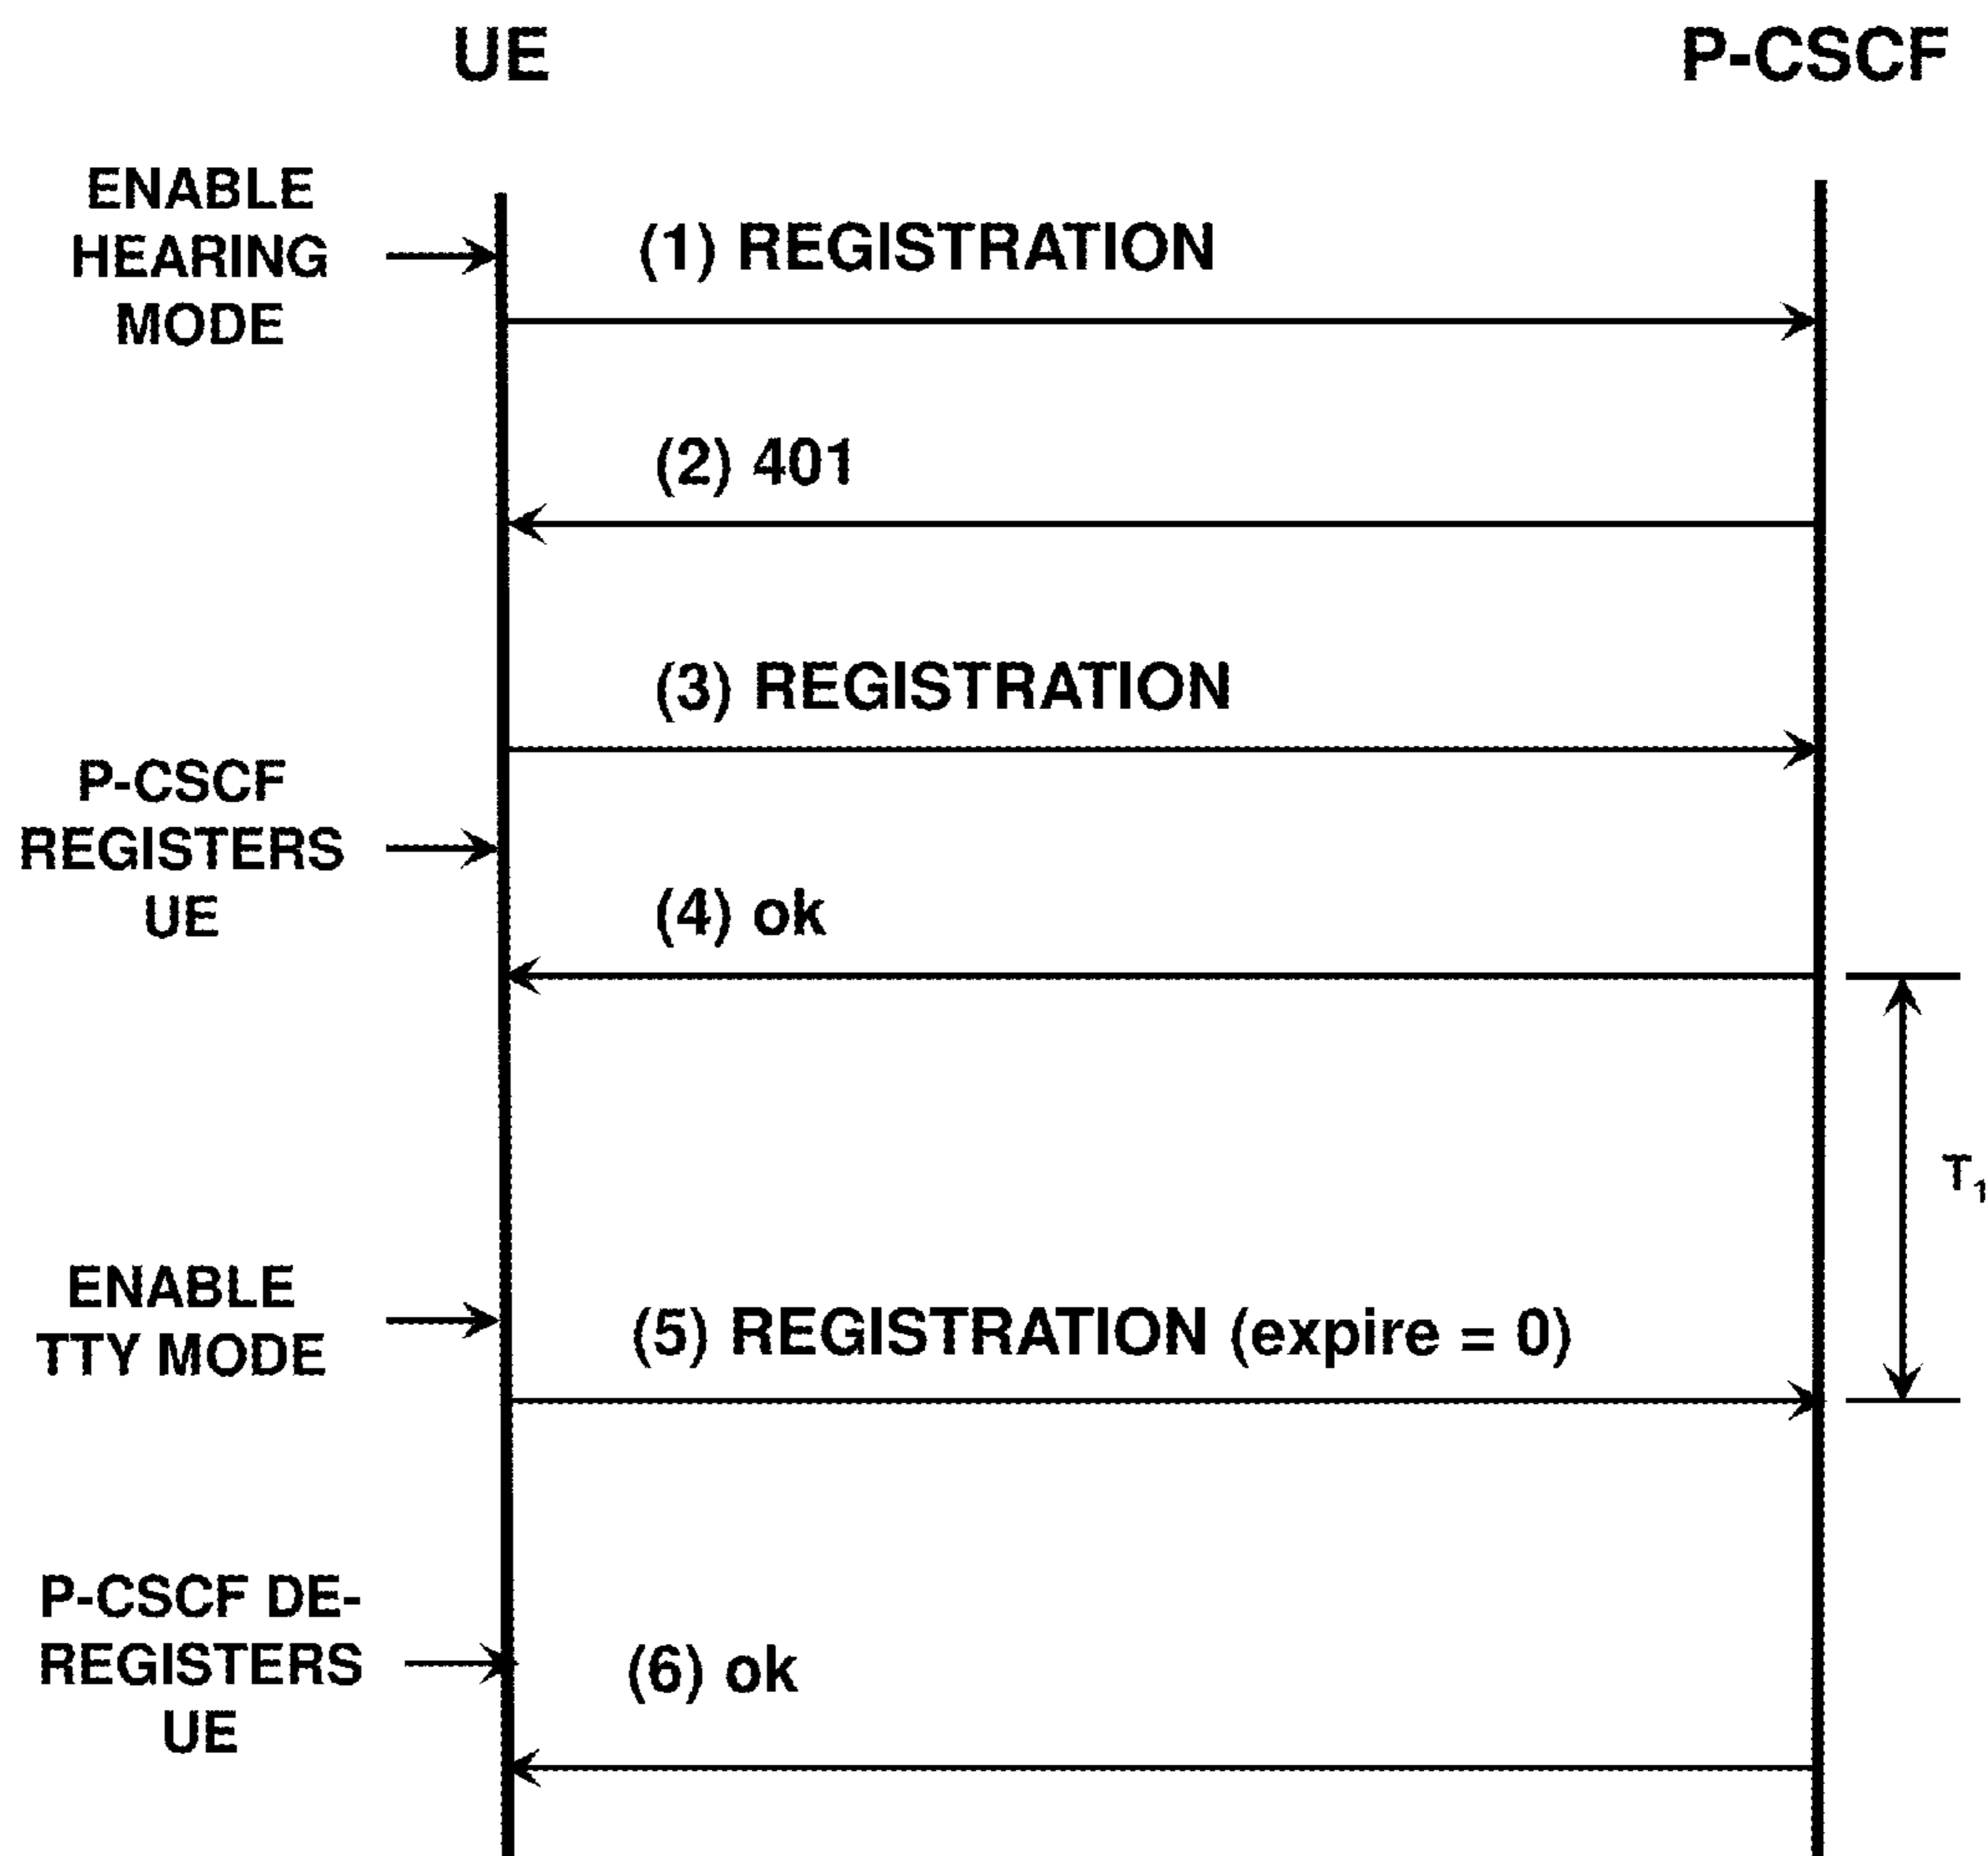 UE
P-CSCF
ENABLE
HEARING
MODE
(1) REGISTRATION
(2) 401
(3) REGISTRATION
P-CSCF
REGISTERS
UE
(4) ok
T1
ENABLE
TTY MODE
(5) REGISTRATION (expire = 0)
P-CSCF DE-
REGISTERS
UE
(6) ok